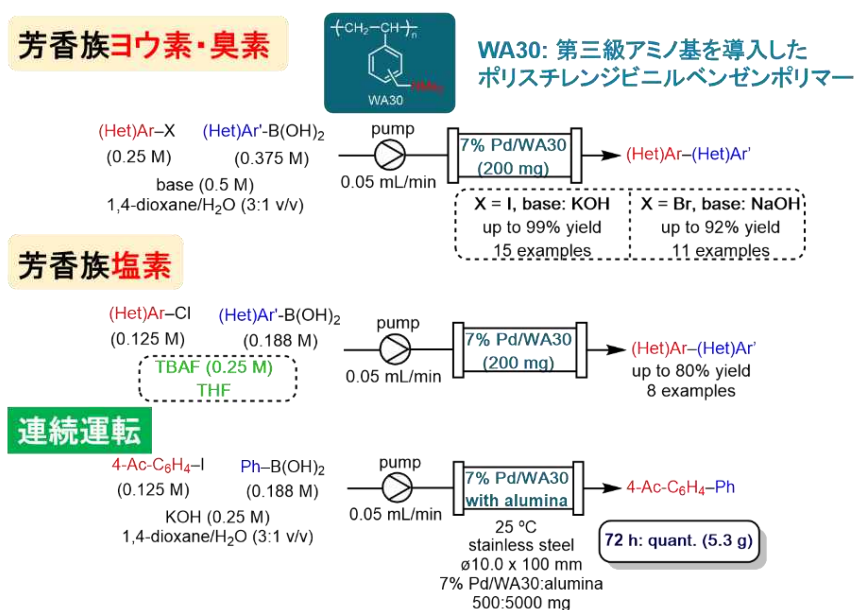 芳香族ヨウ素・臭素
–(CH₂–CH)n
NMe₂
WA30
WA30: 第三級アミノ基を導入した
ポリスチレンジビニルベンゼンポリマー
(Het)Ar–X (Het)Ar'-B(OH)₂
(0.25 M) (0.375 M)
base (0.5 M)
1,4-dioxane/H₂O (3:1 v/v)
pump
0.05 mL/min
7% Pd/WA30
(200 mg)
(Het)Ar–(Het)Ar'
X = I, base: KOH
up to 99% yield
15 examples
X = Br, base: NaOH
up to 92% yield
11 examples
芳香族塩素
(Het)Ar–Cl (Het)Ar'-B(OH)₂
(0.125 M) (0.188 M)
TBAF (0.25 M)
THF
pump
0.05 mL/min
7% Pd/WA30
(200 mg)
(Het)Ar–(Het)Ar'
up to 80% yield
8 examples
連続運転
4-Ac-C₆H₄–I Ph–B(OH)₂
(0.125 M) (0.188 M)
KOH (0.25 M)
1,4-dioxane/H₂O (3:1 v/v)
pump
0.05 mL/min
7% Pd/WA30
with alumina
25 ºC
stainless steel
ø10.0 x 100 mm
7% Pd/WA30:alumina
500:5000 mg
4-Ac-C₆H₄–Ph
72 h: quant. (5.3 g)